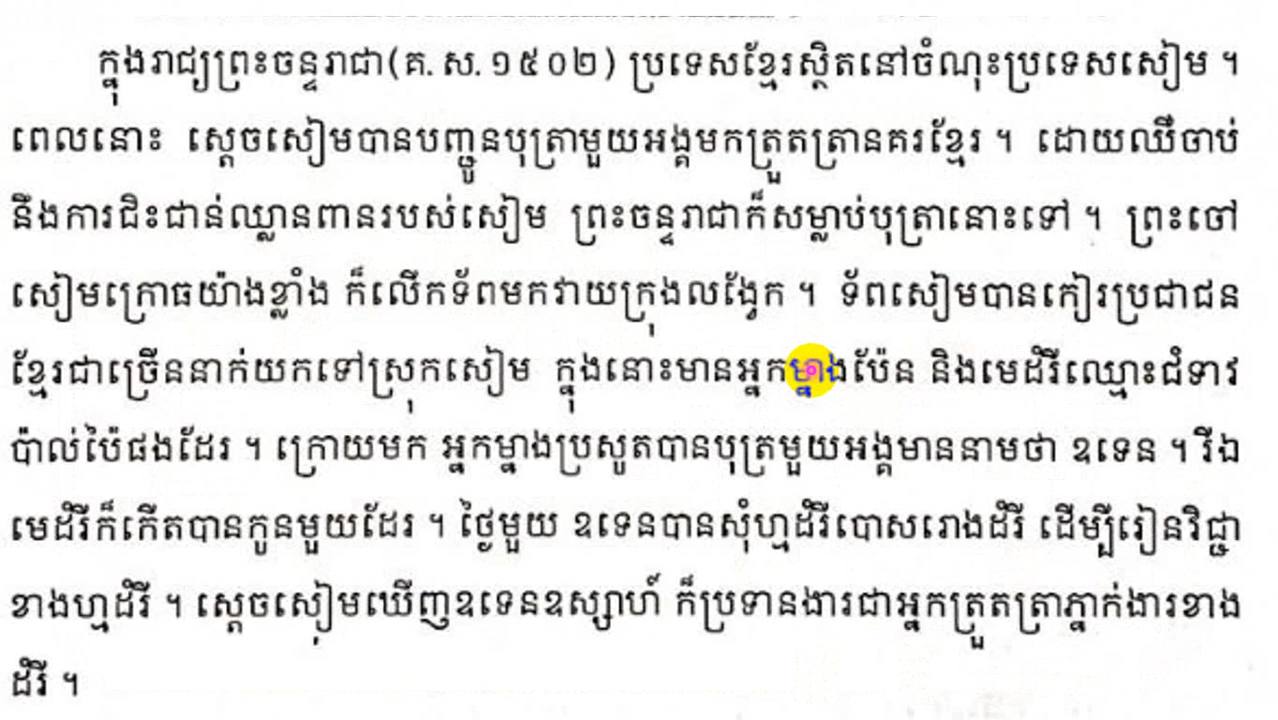 ក្នុងរាជ្យព្រះចន្ទរាជា(គ. ស. ១៥០២) ប្រទេសខ្មែរស្ថិតនៅចំណុះប្រទេសសៀម ។
ពេលនោះ ស្ដេចសៀមបានបញ្ជូនបុត្រាមួយអង្គមកត្រួតត្រានគរខ្មែរ ។ ដោយឈឺចាប់
នឹងការជិះជាន់ឈ្លានពានរបស់សៀម ព្រះចន្ទរាជាក៏សម្លាប់បុត្រានោះទៅ ។ ព្រះចៅ
សៀមក្រោធយ៉ាងខ្លាំង ក៏លើកទ័ពមកវាយក្រុងលង្វែក ។ ទ័ពសៀមបានកៀរប្រជាជន
ខ្មែរជាច្រើននាក់យកទៅស្រុកសៀម ក្នុងនោះមានអ្នកម្នាងប៉ែន និងមេដំរីឈ្មោះជំទាវ
ប៉ាល់ប៉ៃផងដែរ ។ ក្រោយមក អ្នកម្នាងប្រសូតបានបុត្រមួយអង្គមាននាមថា ឧទេន ។ រីឯ
មេដំរីក៏កើតបានកូនមួយដែរ ។ ថ្ងៃមួយ ឧទេនបានសុំហ្មដំរីបោសរោងដំរី ដើម្បីរៀនវិជ្ជា
ខាងហ្មដំរី ។ ស្ដេចសៀមឃើញឧទេនឧស្សាហ៍ ក៏ប្រទានងារជាអ្នកត្រួតត្រាភ្នាក់ងារខាង
ដំរី ។